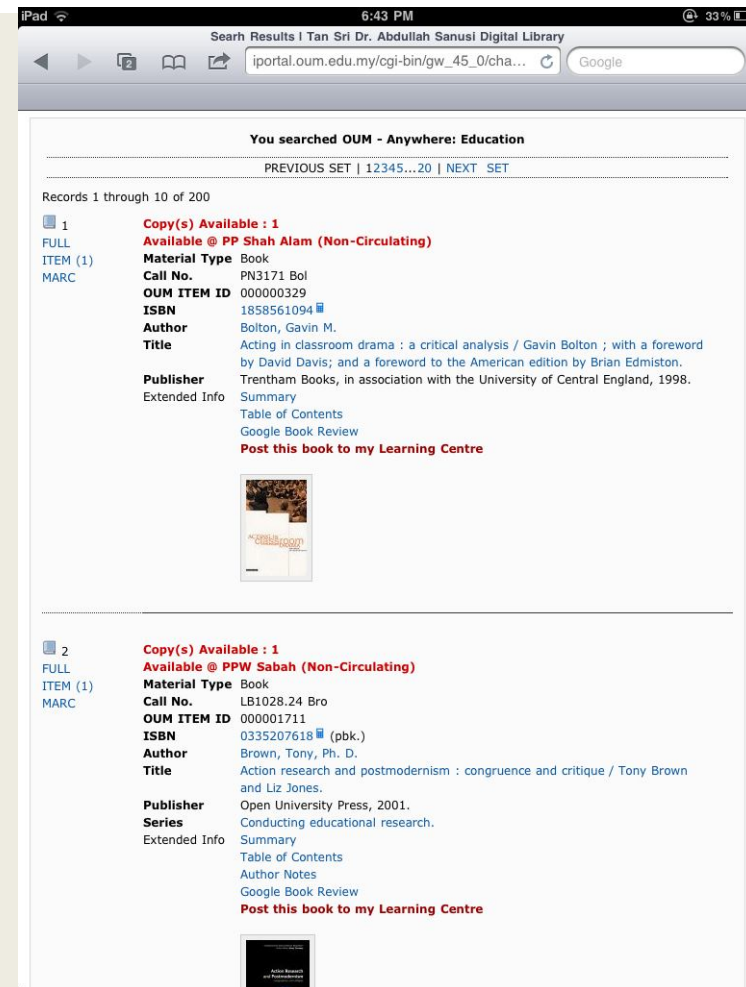 iPad 6:43 PM 33%
Searh Results l Tan Sri Dr. Abdullah Sanusi Digital Library
2 iportal.oum.edu.my/cgi-bin/gw_45_0/cha... Google
You searched OUM - Anywhere: Education
PREVIOUS SET | 12345...20 | NEXT SET
Records 1 through 10 of 200
1 Copy(s) Available : 1
FULL Available @ PP Shah Alam (Non-Circulating)
ITEM (1) Material Type Book
MARC Call No. PN3171 Bol
OUM ITEM ID 000000329
ISBN 1858561094
Author Bolton, Gavin M.
Title Acting in classroom drama : a critical analysis / Gavin Bolton ; with a foreword
by David Davis; and a foreword to the American edition by Brian Edmiston.
Publisher Trentham Books, in association with the University of Central England, 1998.
Extended Info Summary
Table of Contents
Google Book Review
Post this book to my Learning Centre
ACTING IN
classroom
DRAMA
2 Copy(s) Available : 1
FULL Available @ PPW Sabah (Non-Circulating)
ITEM (1) Material Type Book
MARC Call No. LB1028.24 Bro
OUM ITEM ID 000001711
ISBN 0335207618 (pbk.)
Author Brown, Tony, Ph. D.
Title Action research and postmodernism : congruence and critique / Tony Brown
and Liz Jones.
Publisher Open University Press, 2001.
Series Conducting educational research.
Extended Info Summary
Table of Contents
Author Notes
Google Book Review
Post this book to my Learning Centre
Action Research
and Postmodernism